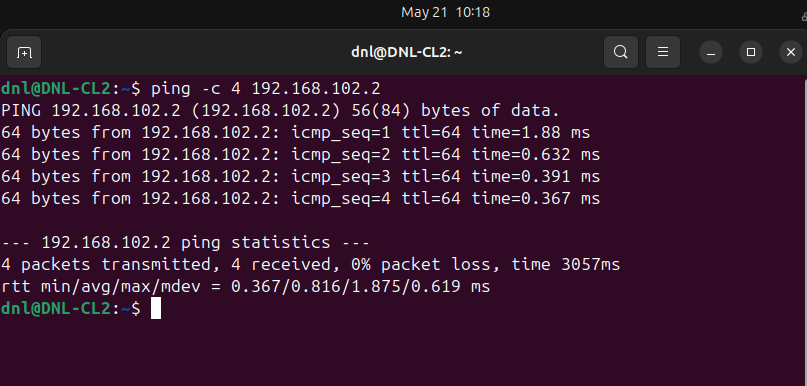 May 21 10:18
dnl@DNL-CL2: ~
dnl@DNL-CL2:~$ ping -c 4 192.168.102.2
PING 192.168.102.2 (192.168.102.2) 56(84) bytes of data.
64 bytes from 192.168.102.2: icmp_seq=1 ttl=64 time=1.88 ms
64 bytes from 192.168.102.2: icmp_seq=2 ttl=64 time=0.632 ms
64 bytes from 192.168.102.2: icmp_seq=3 ttl=64 time=0.391 ms
64 bytes from 192.168.102.2: icmp_seq=4 ttl=64 time=0.367 ms
--- 192.168.102.2 ping statistics ---
4 packets transmitted, 4 received, 0% packet loss, time 3057ms
rtt min/avg/max/mdev = 0.367/0.816/1.875/0.619 ms
dnl@DNL-CL2:~$